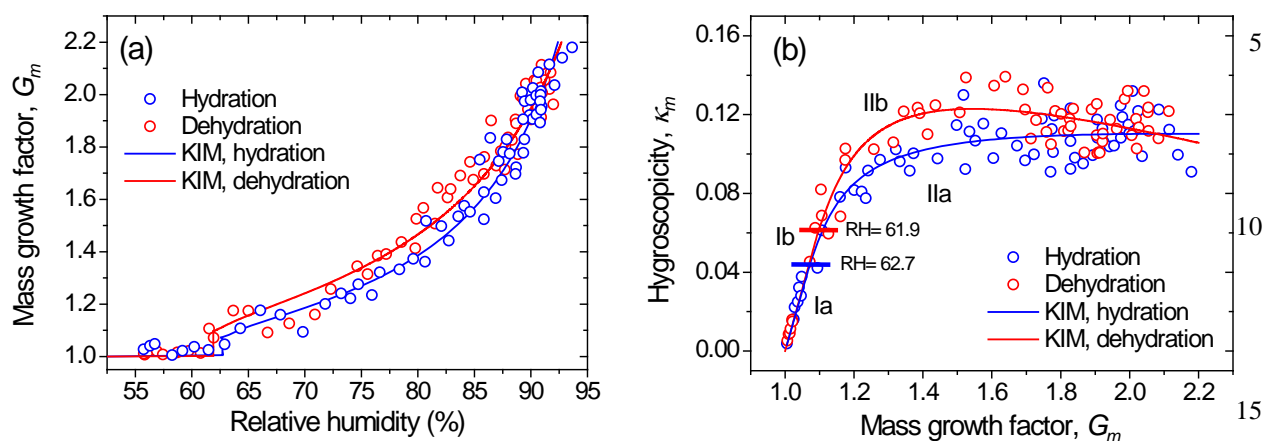 (a)
Hydration
Dehydration
KIM, hydration
KIM, dehydration
Mass growth factor, Gₘ
2.2
2.0
1.8
1.6
1.4
1.2
1.0
55 60 65 70 75 80 85 90 95
Relative humidity (%)
(b)
IIb
IIa
Ib
RH= 61.9
RH= 62.7
Ia
Hydration
Dehydration
KIM, hydration
KIM, dehydration
Hygroscopicity, κₘ
0.16
0.12
0.08
0.04
0.00
1.0 1.2 1.4 1.6 1.8 2.0 2.2
Mass growth factor, Gₘ
5
10
15